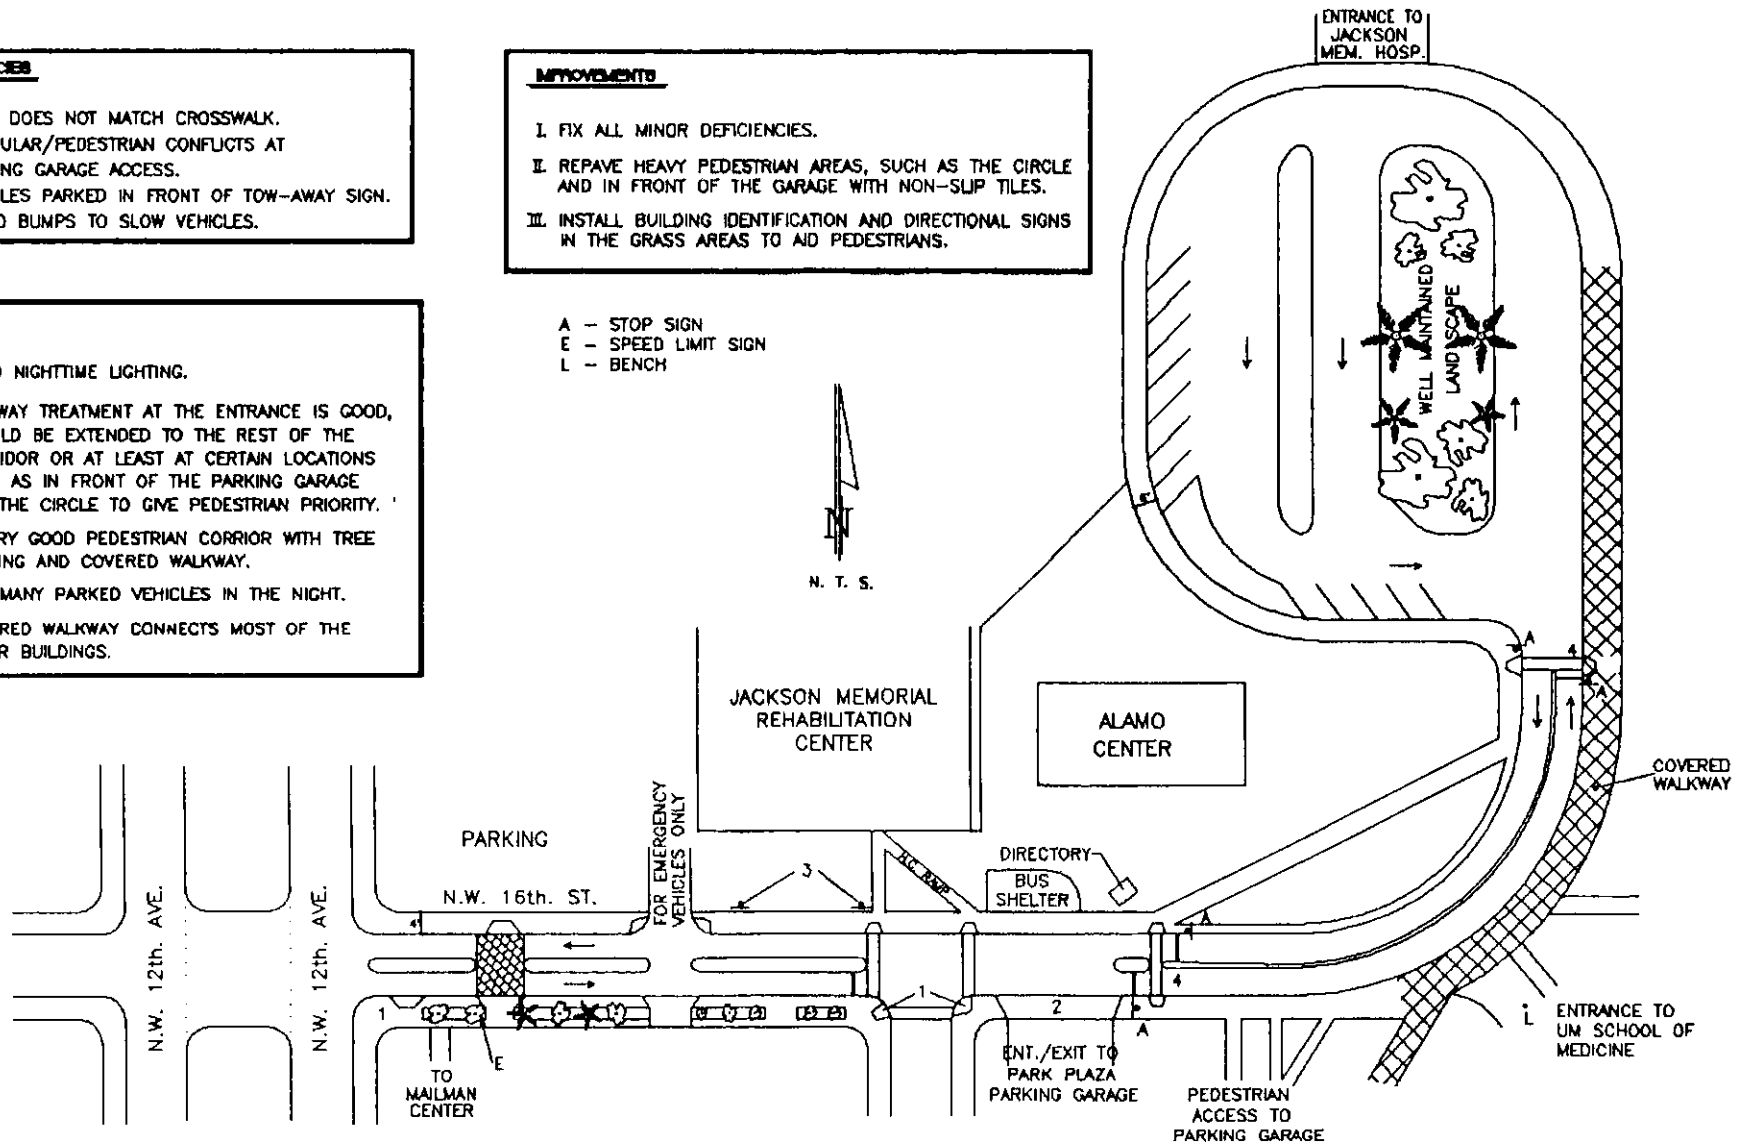 CIES
DOES NOT MATCH CROSSWALK.
ULAR/PEDESTRIAN CONFLICTS AT
NG GARAGE ACCESS.
LES PARKED IN FRONT OF TOW-AWAY SIGN.
D BUMPS TO SLOW VEHICLES.
D NIGHTTIME LIGHTING.
WAY TREATMENT AT THE ENTRANCE IS GOOD,
LD BE EXTENDED TO THE REST OF THE
IDOR OR AT LEAST AT CERTAIN LOCATIONS
AS IN FRONT OF THE PARKING GARAGE
THE CIRCLE TO GIVE PEDESTRIAN PRIORITY.
RY GOOD PEDESTRIAN CORRIOR WITH TREE
ING AND COVERED WALKWAY.
MANY PARKED VEHICLES IN THE NIGHT.
RED WALKWAY CONNECTS MOST OF THE
R BUILDINGS.
IMPROVEMENTS
I. FIX ALL MINOR DEFICIENCIES.
II. REPAVE HEAVY PEDESTRIAN AREAS, SUCH AS THE CIRCLE
AND IN FRONT OF THE GARAGE WITH NON-SLIP TILES.
III. INSTALL BUILDING IDENTIFICATION AND DIRECTIONAL SIGNS
IN THE GRASS AREAS TO AID PEDESTRIANS.
A - STOP SIGN
E - SPEED LIMIT SIGN
L - BENCH
N
N. T. S.
ENTRANCE TO
JACKSON
MEM. HOSP.
WELL MAINTAINED
LANDSCAPE
JACKSON MEMORIAL
REHABILITATION
CENTER
ALAMO
CENTER
A
4
A
COVERED
WALKWAY
PARKING
FOR EMERGENCY
VEHICLES ONLY
3
H.C. RAMP
DIRECTORY
BUS
SHELTER
N.W. 16th. ST.
4'
A
N.W. 12th. AVE.
N.W. 12th. AVE.
1
E
1
2
4
A
TO
MAILMAN
CENTER
ENT./EXIT TO
PARK PLAZA
PARKING GARAGE
PEDESTRIAN
ACCESS TO
PARKING GARAGE
L
ENTRANCE TO
UM SCHOOL OF
MEDICINE